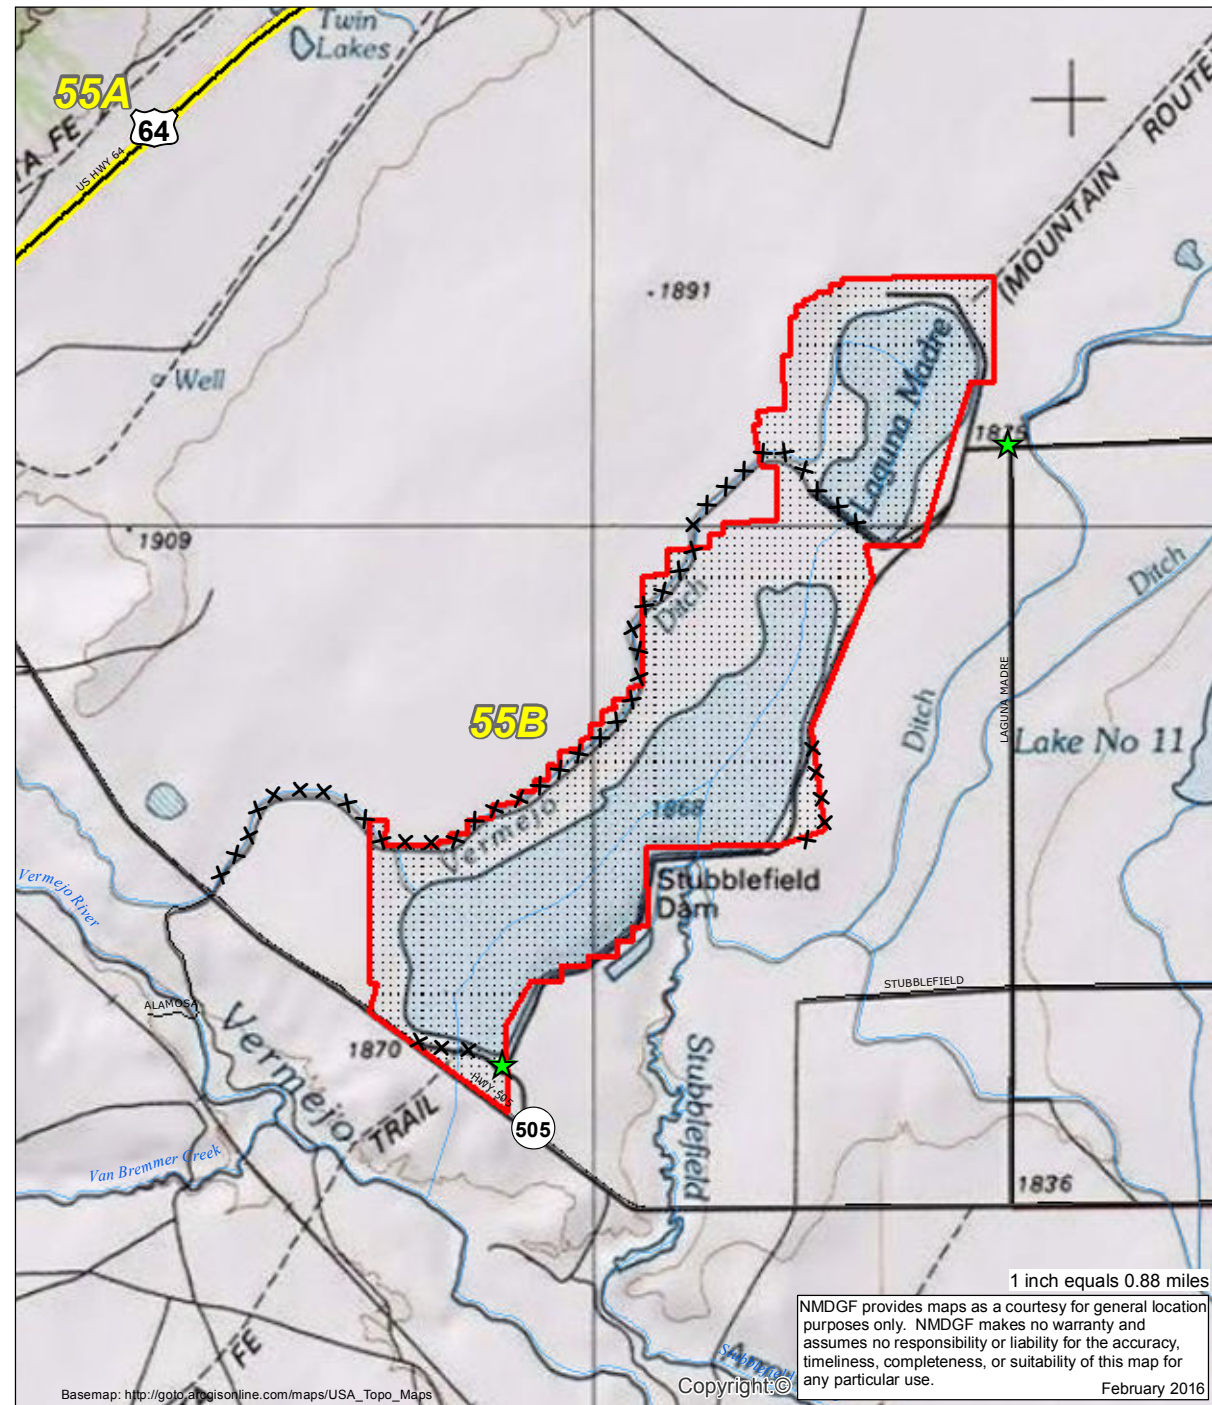 Twin
Lakes
55A
64
TA FE
US HWY 64
(MOUNTAIN ROUTE
1891
Well
Laguna Madre
1875
1909
Ditch
Ditch
55B
Ditch
LAGUNA MADRE
Lake No 11
1868
Vermejo
Stubblefield
Dam
Vermejo River
ALAMOSA
STUBBLEFIELD
Vermejo
1870
HWY 505
TRAIL
505
Stubblefield
Van Bremmer Creek
1836
FE
1 inch equals 0.88 miles
NMDGF provides maps as a courtesy for general location
purposes only.  NMDGF makes no warranty and
assumes no responsibility or liability for the accuracy,
timeliness, completeness, or suitability of this map for
any particular use.
February 2016
Stubblefield
Copyright:©
Basemap: http://goto.arcgisonline.com/maps/USA_Topo_Maps